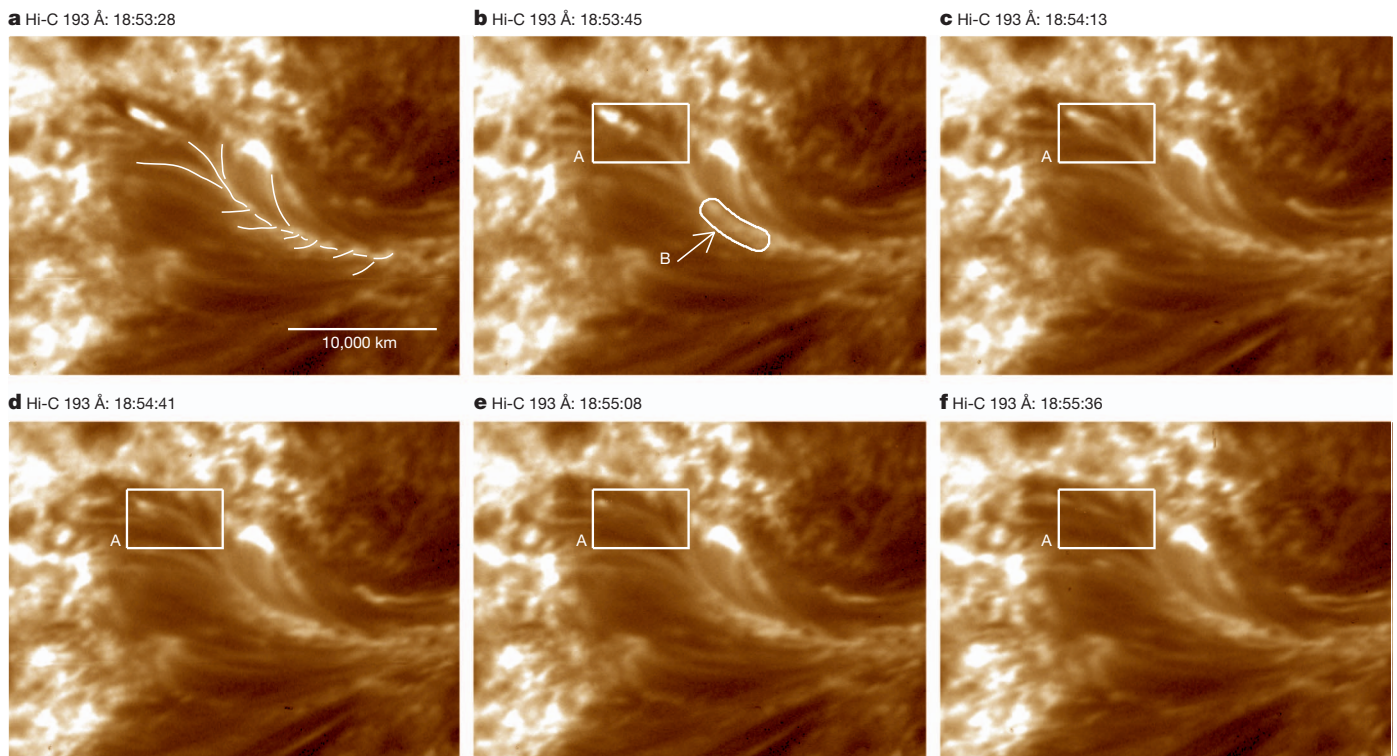 a Hi-C 193 Å: 18:53:28
b Hi-C 193 Å: 18:53:45
c Hi-C 193 Å: 18:54:13
A
B
A
10,000 km
d Hi-C 193 Å: 18:54:41
e Hi-C 193 Å: 18:55:08
f Hi-C 193 Å: 18:55:36
A
A
A